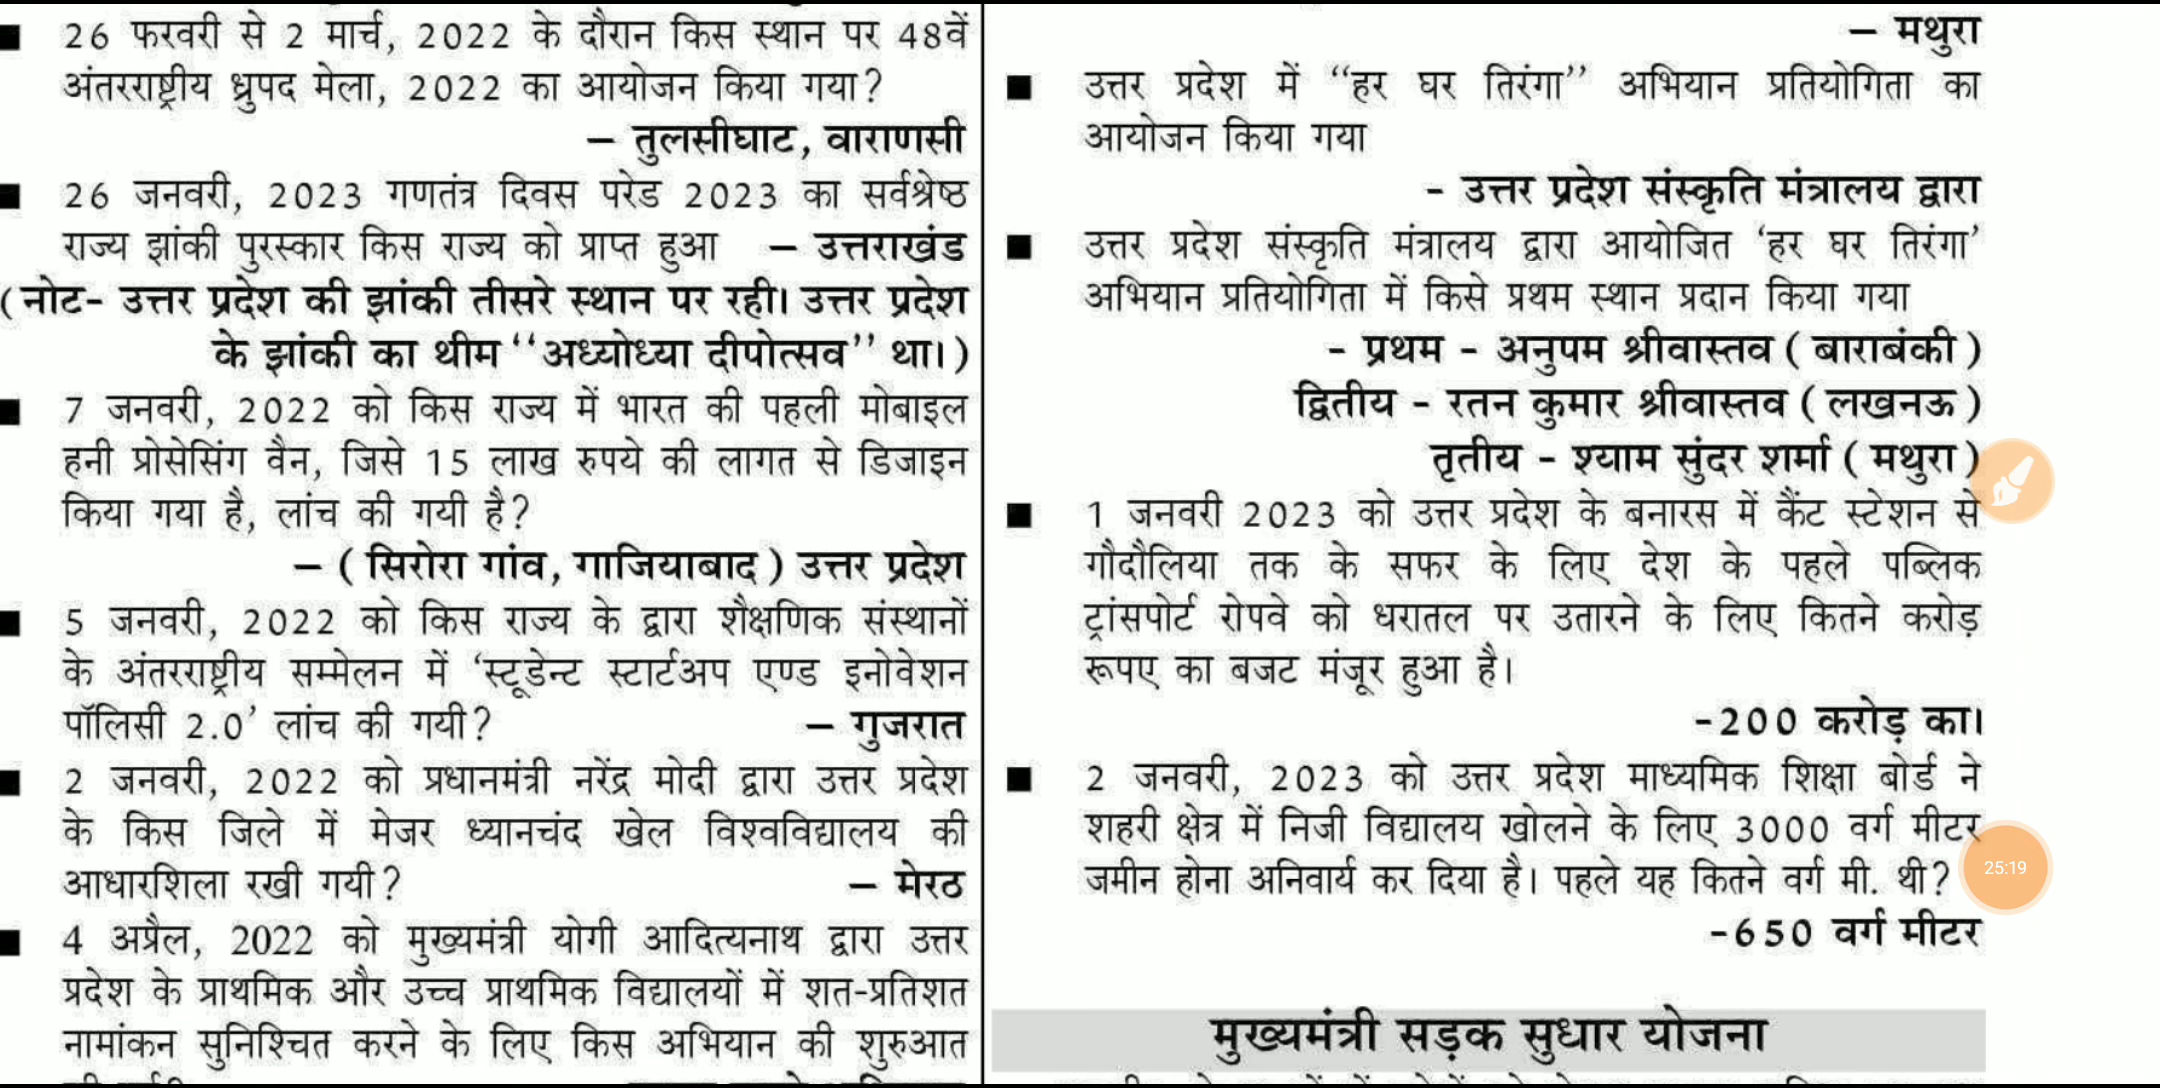 ■ 26 फरवरी से 2 मार्च, 2022 के दौरान किस स्थान पर 48वें
अंतरराष्ट्रीय ध्रुपद मेला, 2022 का आयोजन किया गया?
– तुलसीघाट, वाराणसी
■ 26 जनवरी, 2023 गणतंत्र दिवस परेड 2023 का सर्वश्रेष्ठ
राज्य झांकी पुरस्कार किस राज्य को प्राप्त हुआ – उत्तराखंड
(नोट- उत्तर प्रदेश की झांकी तीसरे स्थान पर रही। उत्तर प्रदेश
के झांकी का थीम ‘‘अध्योध्या दीपोत्सव’’ था।)
■ 7 जनवरी, 2022 को किस राज्य में भारत की पहली मोबाइल
हनी प्रोसेसिंग वैन, जिसे 15 लाख रुपये की लागत से डिजाइन
किया गया है, लांच की गयी है?
– (सिरोरा गांव, गाजियाबाद) उत्तर प्रदेश
■ 5 जनवरी, 2022 को किस राज्य के द्वारा शैक्षणिक संस्थानों
के अंतरराष्ट्रीय सम्मेलन में ‘स्टूडेन्ट स्टार्टअप एण्ड इनोवेशन
पॉलिसी 2.0’ लांच की गयी? – गुजरात
■ 2 जनवरी, 2022 को प्रधानमंत्री नरेंद्र मोदी द्वारा उत्तर प्रदेश
के किस जिले में मेजर ध्यानचंद खेल विश्वविद्यालय की
आधारशिला रखी गयी? – मेरठ
■ 4 अप्रैल, 2022 को मुख्यमंत्री योगी आदित्यनाथ द्वारा उत्तर
प्रदेश के प्राथमिक और उच्च प्राथमिक विद्यालयों में शत-प्रतिशत
नामांकन सुनिश्चित करने के लिए किस अभियान की शुरुआत
– मथुरा
■ उत्तर प्रदेश में ‘‘हर घर तिरंगा’’ अभियान प्रतियोगिता का
आयोजन किया गया
- उत्तर प्रदेश संस्कृति मंत्रालय द्वारा
■ उत्तर प्रदेश संस्कृति मंत्रालय द्वारा आयोजित ‘हर घर तिरंगा’
अभियान प्रतियोगिता में किसे प्रथम स्थान प्रदान किया गया
- प्रथम - अनुपम श्रीवास्तव (बाराबंकी)
द्वितीय - रतन कुमार श्रीवास्तव (लखनऊ)
तृतीय - श्याम सुंदर शर्मा (मथुरा)
■ 1 जनवरी 2023 को उत्तर प्रदेश के बनारस में कैंट स्टेशन से
गौदौलिया तक के सफर के लिए देश के पहले पब्लिक
ट्रांसपोर्ट रोपवे को धरातल पर उतारने के लिए कितने करोड़
रूपए का बजट मंजूर हुआ है।
-200 करोड़ का।
■ 2 जनवरी, 2023 को उत्तर प्रदेश माध्यमिक शिक्षा बोर्ड ने
शहरी क्षेत्र में निजी विद्यालय खोलने के लिए 3000 वर्ग मीटर
जमीन होना अनिवार्य कर दिया है। पहले यह कितने वर्ग मी. थी?
25:19
-650 वर्ग मीटर
मुख्यमंत्री सड़क सुधार योजना